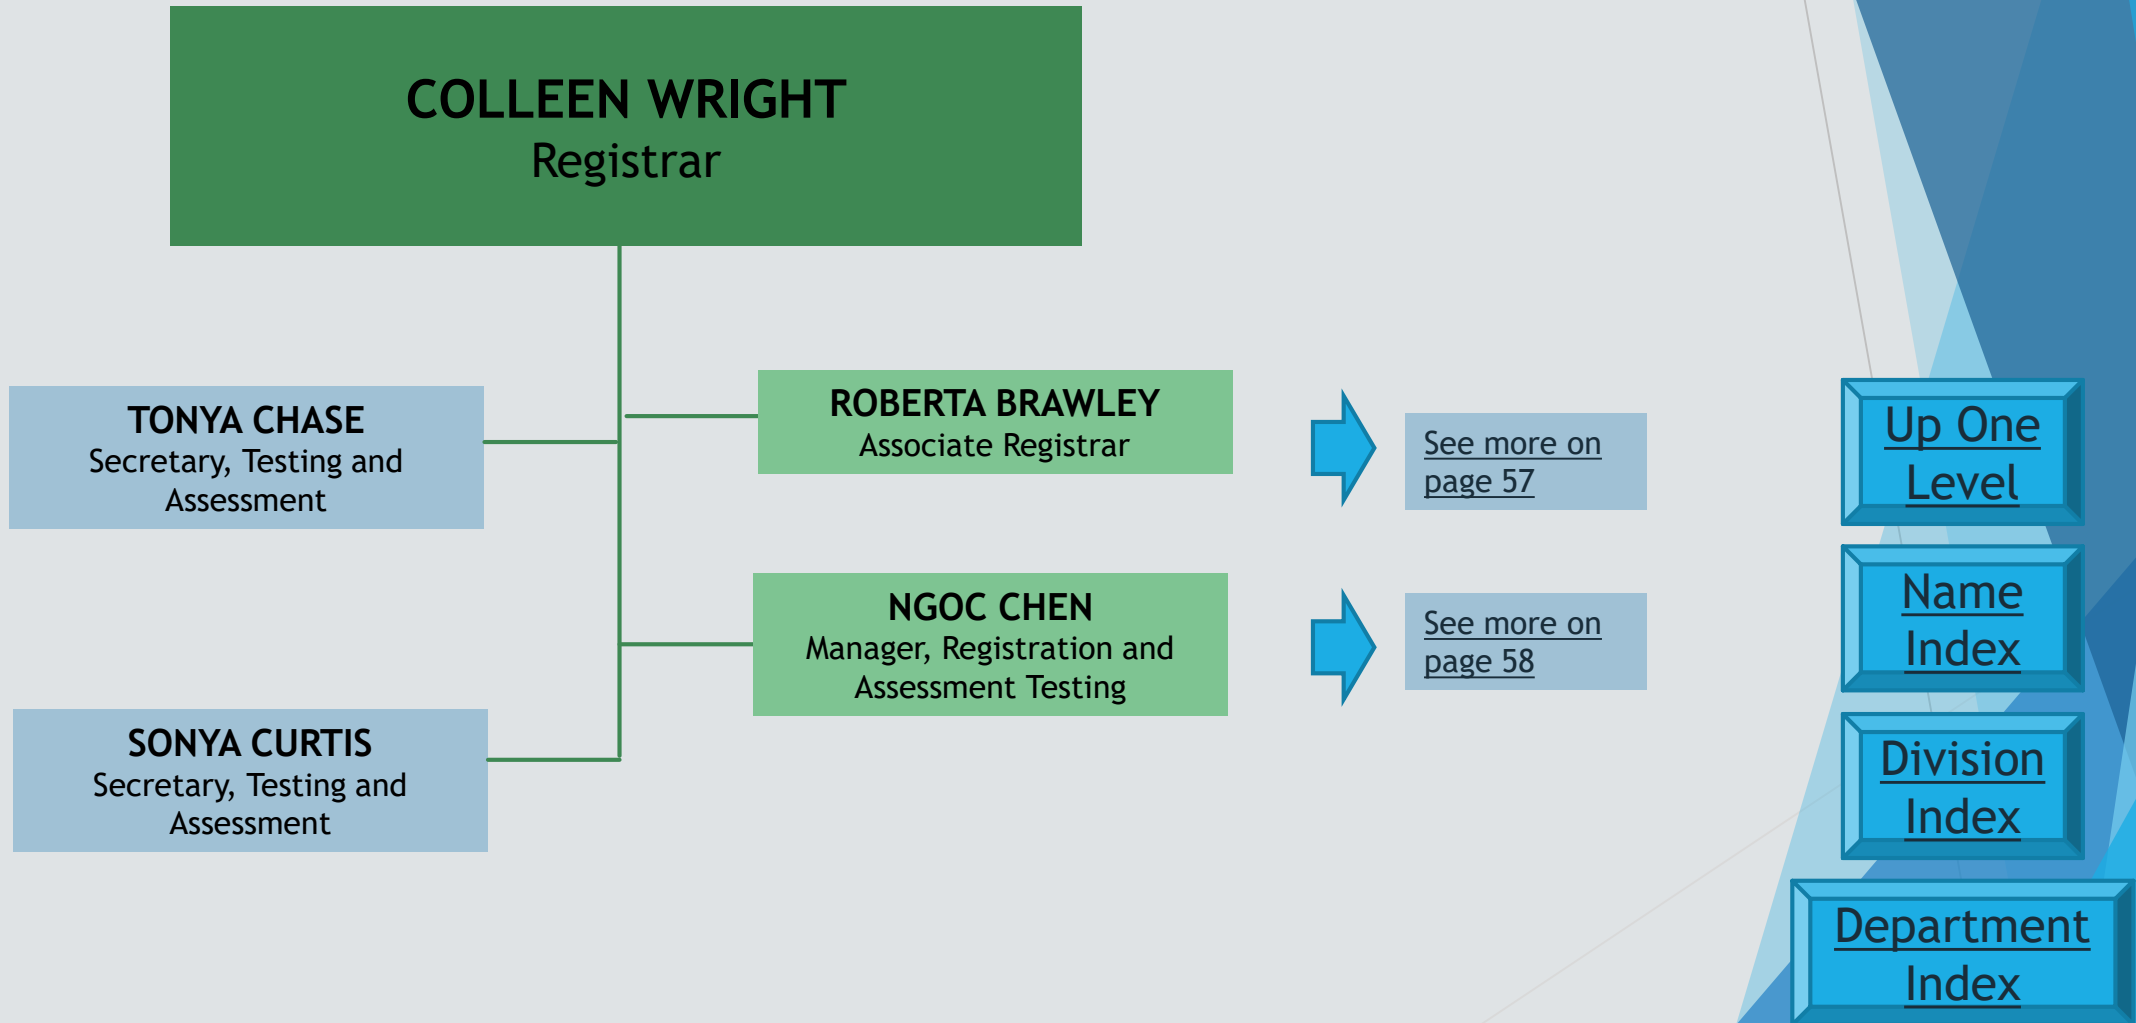 COLLEEN WRIGHT
Registrar
TONYA CHASE
Secretary, Testing and
Assessment
ROBERTA BRAWLEY
Associate Registrar
See more on
page 57
NGOC CHEN
Manager, Registration and
Assessment Testing
See more on
page 58
SONYA CURTIS
Secretary, Testing and
Assessment
Up One
Level
Name
Index
Division
Index
Department
Index